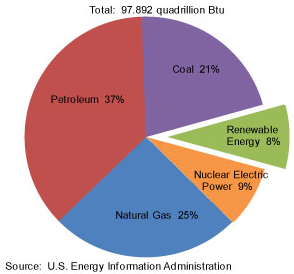 Total:  97.892 quadrillion Btu
Coal  21%
Petroleum  37%
Renewable
Energy  8%
Nuclear Electric
Power  9%
Natural Gas  25%
Source:  U.S. Energy Information Administration